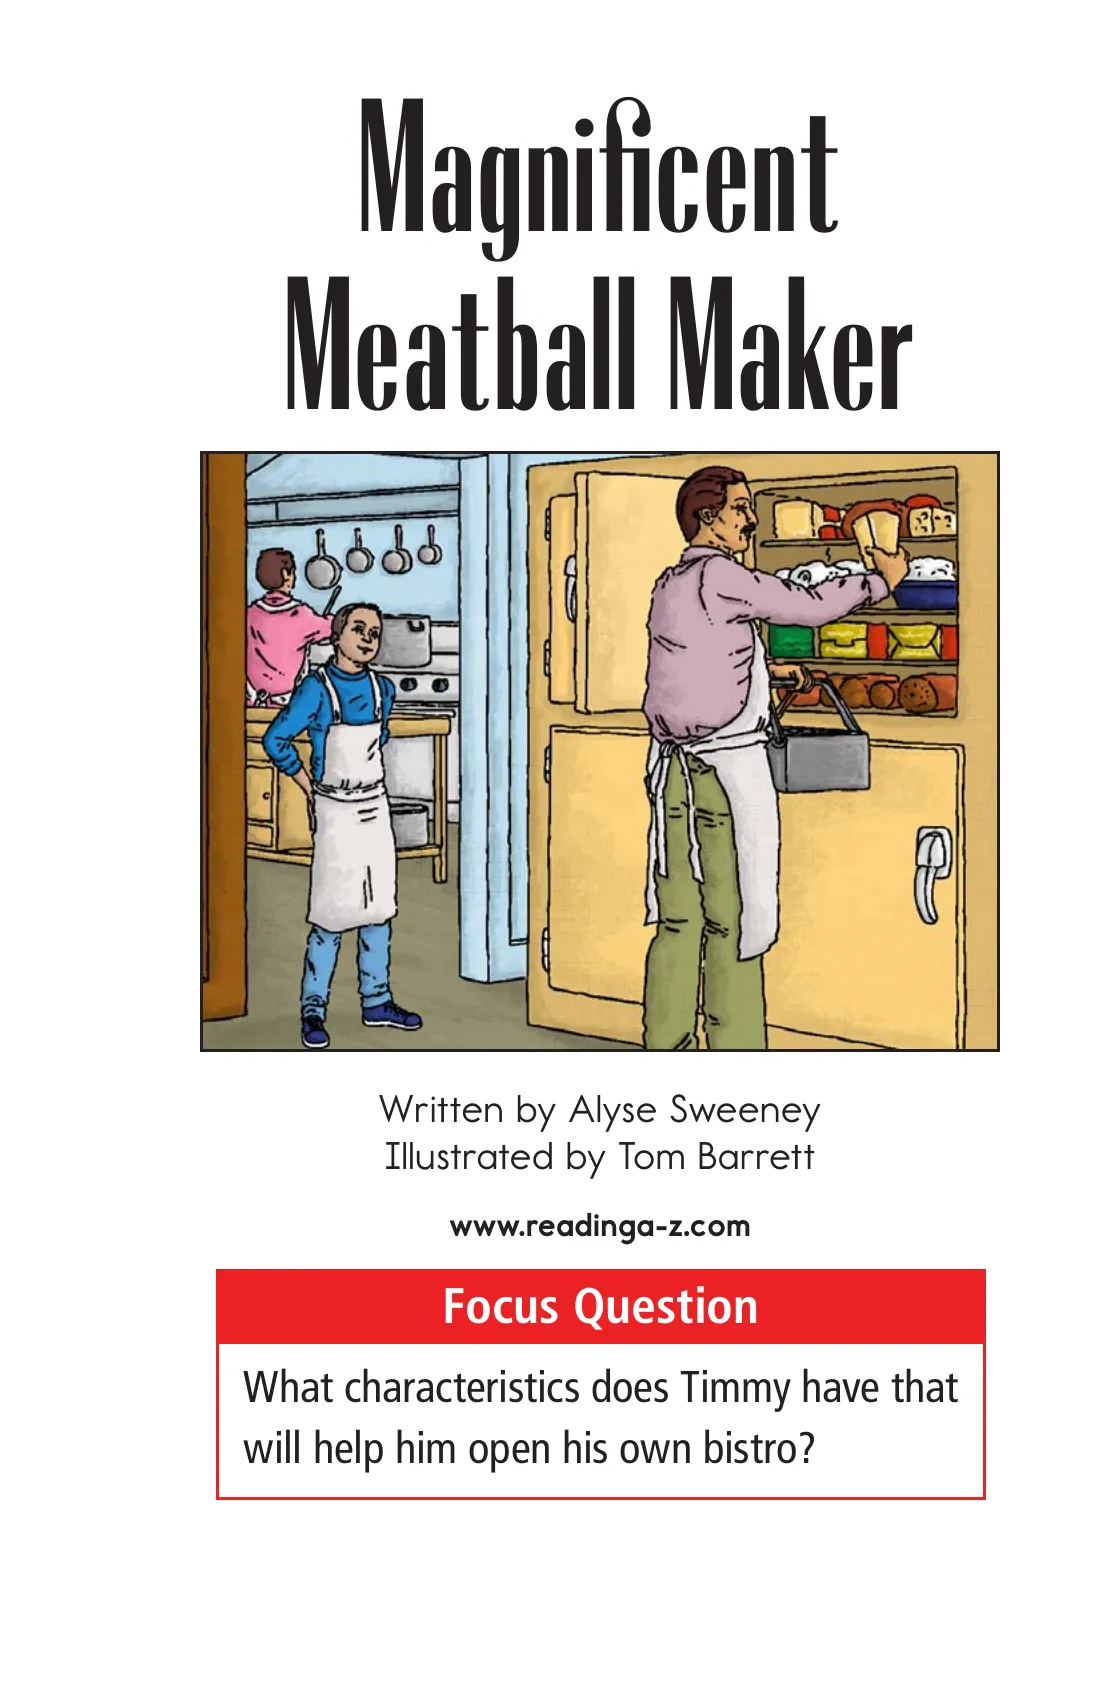 Magnificent
Meatball Maker
Written by Alyse Sweeney
Illustrated by Tom Barrett
www.readinga-z.com
Focus Question
What characteristics does Timmy have that
will help him open his own bistro?